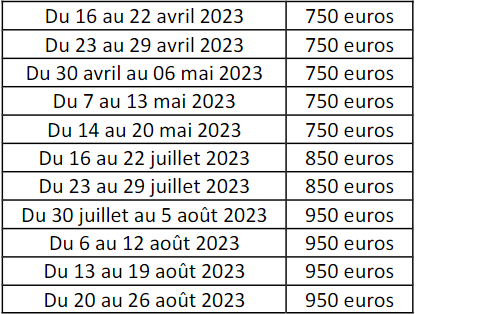 Du 16 au 22 avril 2023 750 euros
Du 23 au 29 avril 2023 750 euros
Du 30 avril au 06 mai 2023 750 euros
Du 7 au 13 mai 2023 750 euros
Du 14 au 20 mai 2023 750 euros
Du 16 au 22 juillet 2023 850 euros
Du 23 au 29 juillet 2023 850 euros
Du 30 juillet au 5 août 2023 950 euros
Du 6 au 12 août 2023 950 euros
Du 13 au 19 août 2023 950 euros
Du 20 au 26 août 2023 950 euros